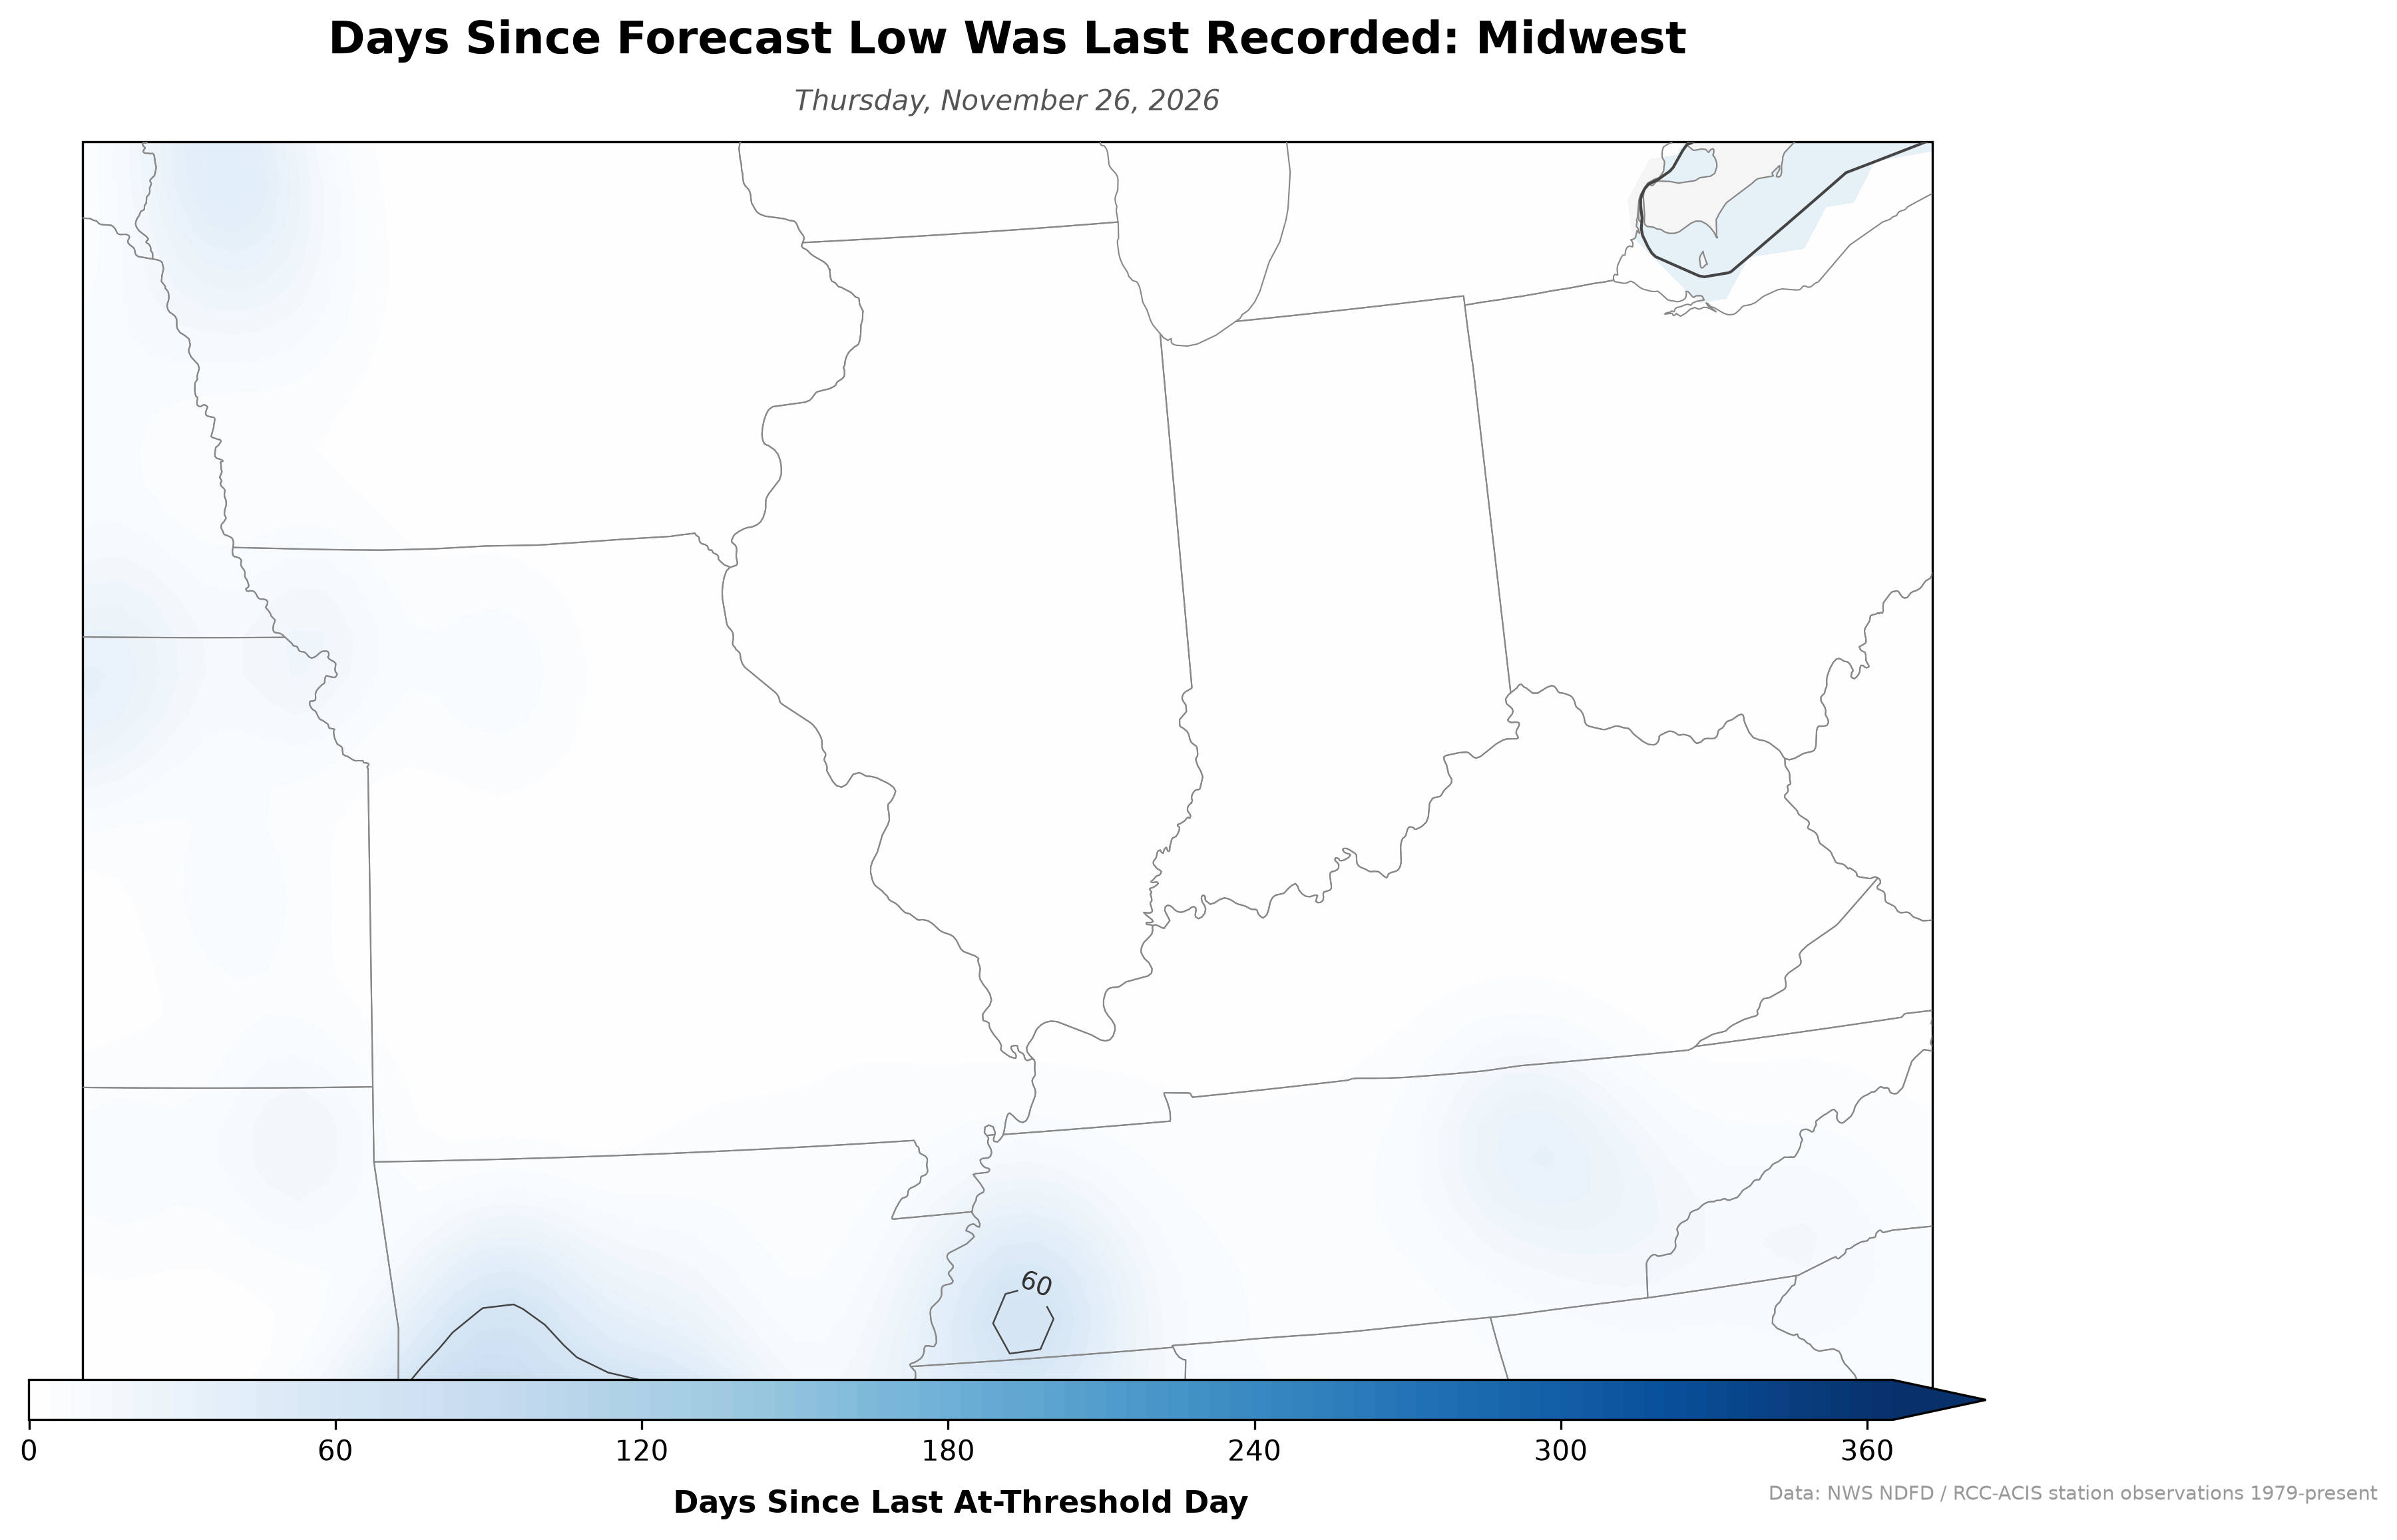 Days Since Forecast Low Was Last Recorded: Midwest
Thursday, November 26, 2026
60
0 60 120 180 240 300 360
Days Since Last At-Threshold Day
Data: NWS NDFD / RCC-ACIS station observations 1979-present